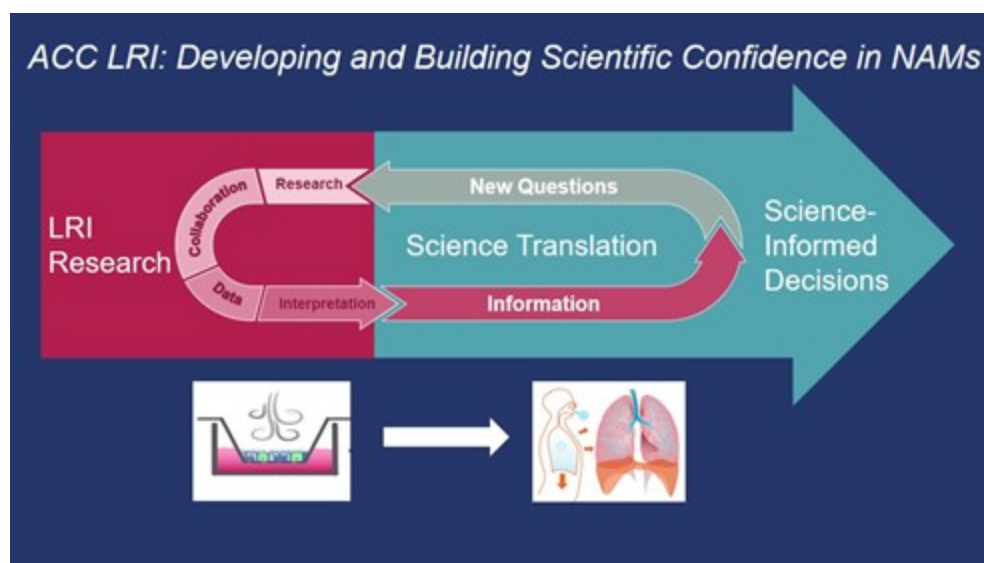 ACC LRI: Developing and Building Scientific Confidence in NAMs
LRI
Research
Collaboration
Research
Data
Interpretation
New Questions
Science Translation
Information
Science-
Informed
Decisions